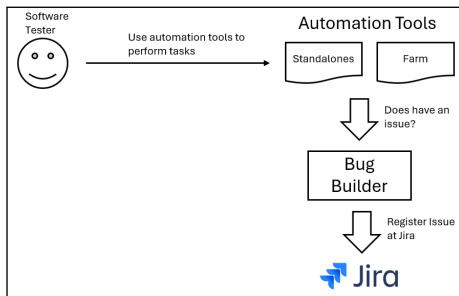 Software
Tester
Automation Tools
Use automation tools to
perform tasks
Standalones
Farm
Does have an
issue?
Bug
Builder
Register Issue
at Jira
Jira